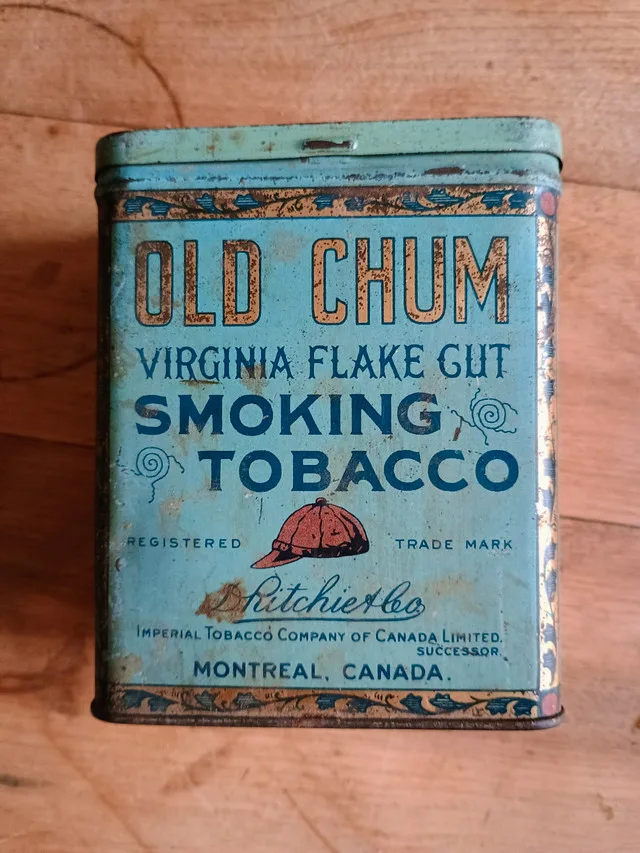 OLD CHUM
VIRGINIA FLAKE CUT
SMOKING
TOBACCO
REGISTERED TRADE MARK
D. Ritchie & Co
IMPERIAL TOBACCO COMPANY OF CANADA LIMITED.
SUCCESSOR.
MONTREAL, CANADA.